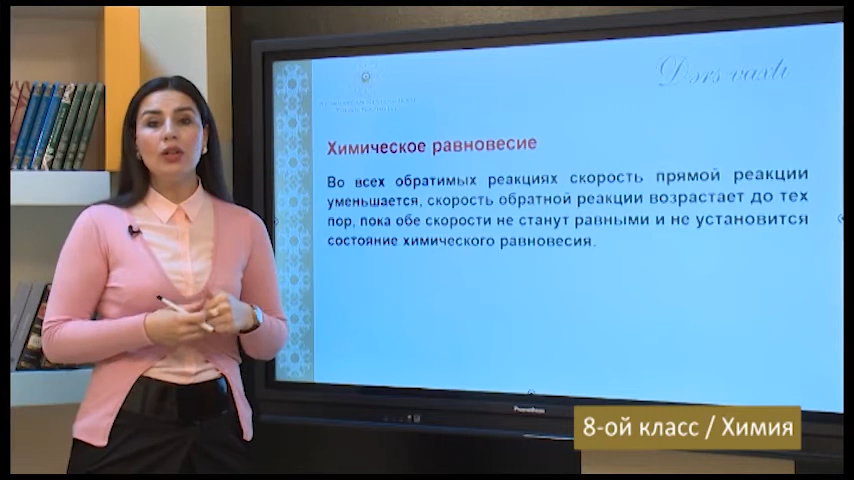 Dərs vaxtı
Химическое равновесие
Во всех обратимых реакциях скорость прямой реакции
уменьшается, скорость обратной реакции возрастает до тех
пор, пока обе скорости не станут равными и не установится
состояние химического равновесия.
Promethean
8-ой класс / Химия